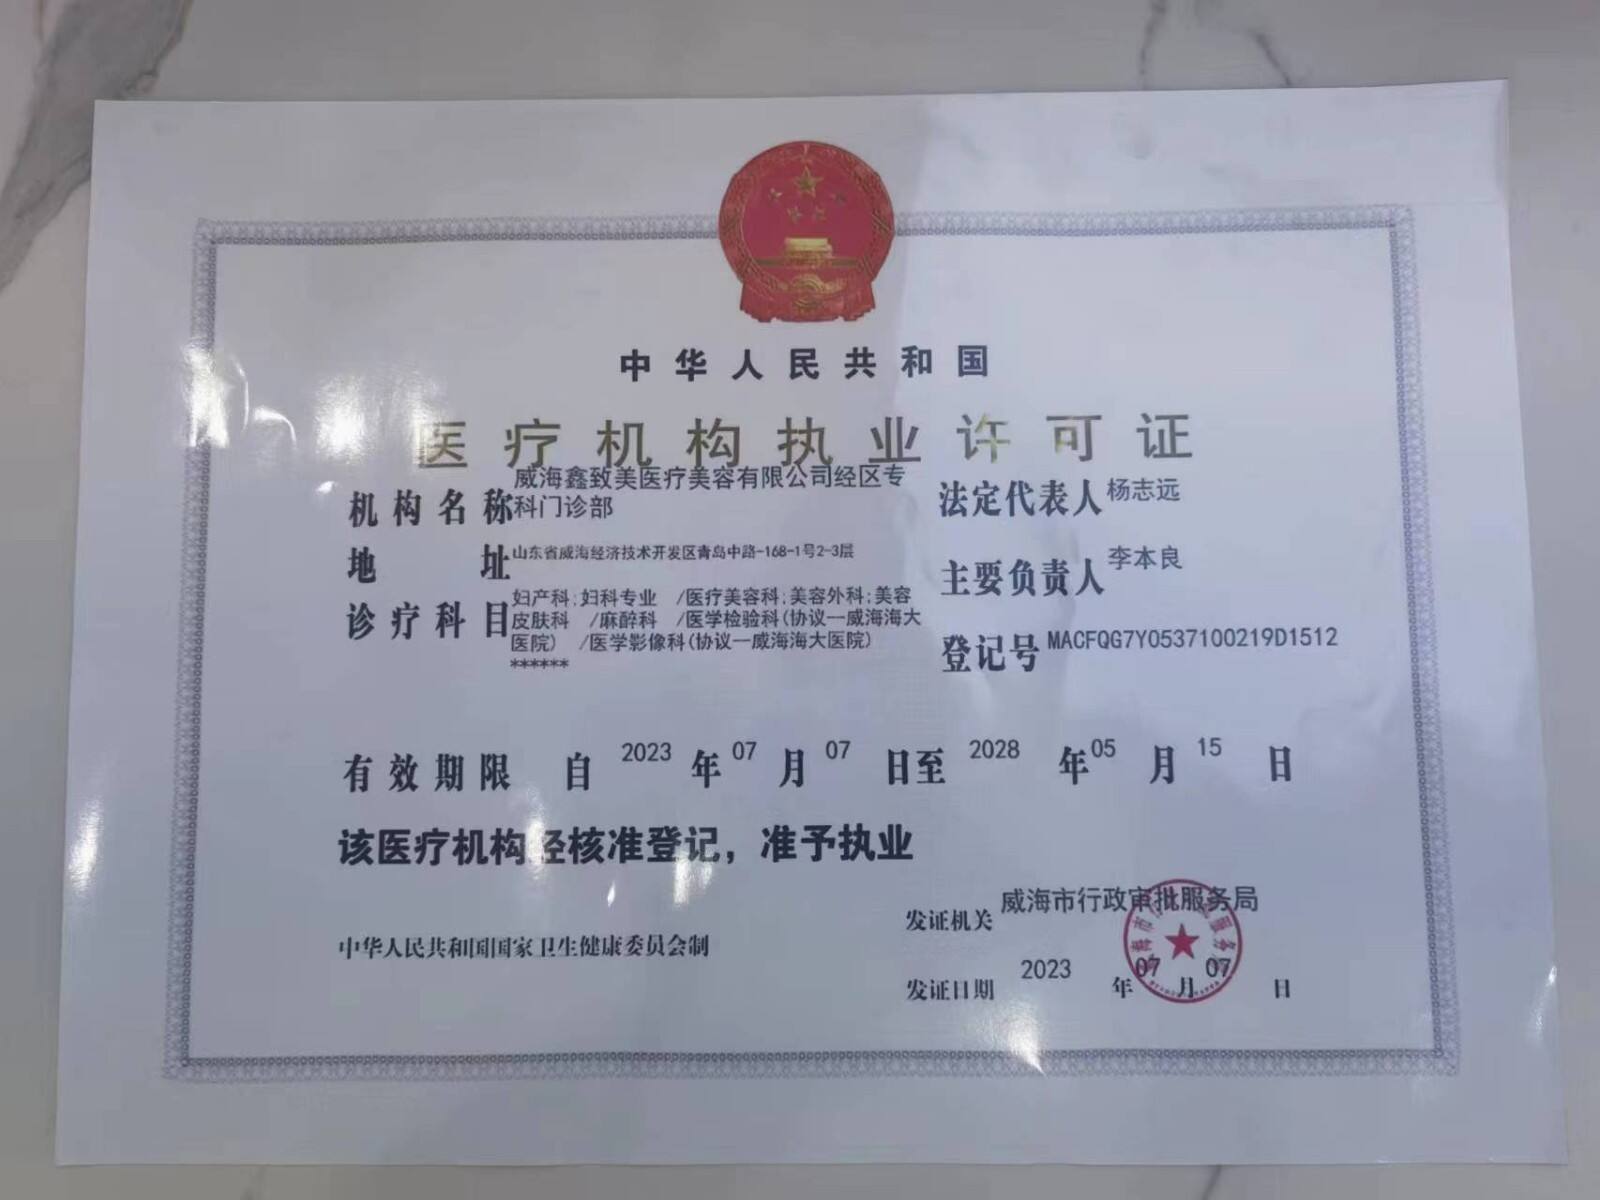 中华人民共和国
医疗机构执业许可证
机构名称 威海鑫致美医疗美容有限公司经区专
科门诊部
地址 山东省威海经济技术开发区青岛中路-168-1号2-3层
诊疗科目 妇产科;妇科专业 /医疗美容科;美容外科;美容
皮肤科 /麻醉科 /医学检验科(协议—威海海大
医院) /医学影像科(协议—威海海大医院)
******
法定代表人 杨志远
主要负责人 李本良
登记号 MACFQG7Y0537100219D1512
有效期限 自 2023 年 07 月 07 日至 2028 年 05 月 15 日
该医疗机构经核准登记，准予执业
中华人民共和国国家卫生健康委员会制
发证机关 威海市行政审批服务局
发证日期 2023 年 07 月 07 日